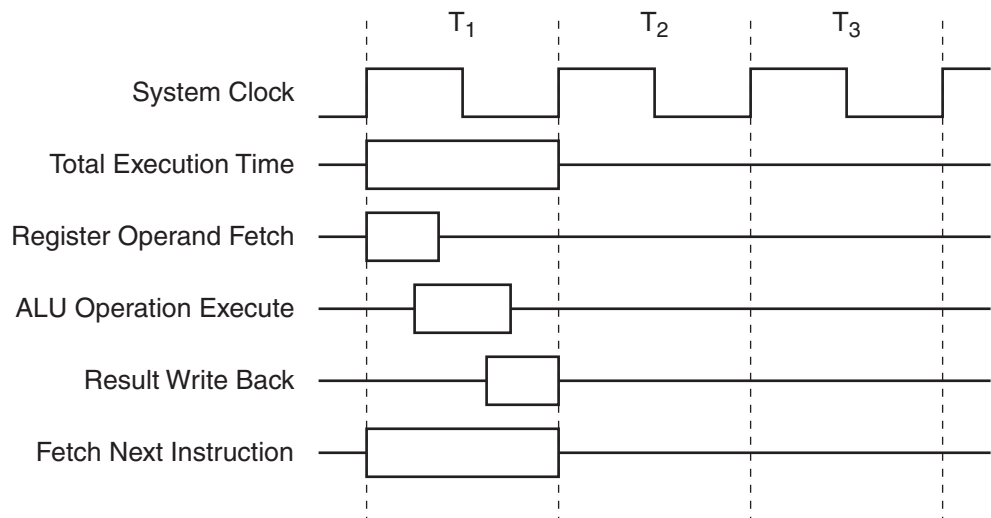 T₁ T₂ T₃
System Clock
Total Execution Time
Register Operand Fetch
ALU Operation Execute
Result Write Back
Fetch Next Instruction